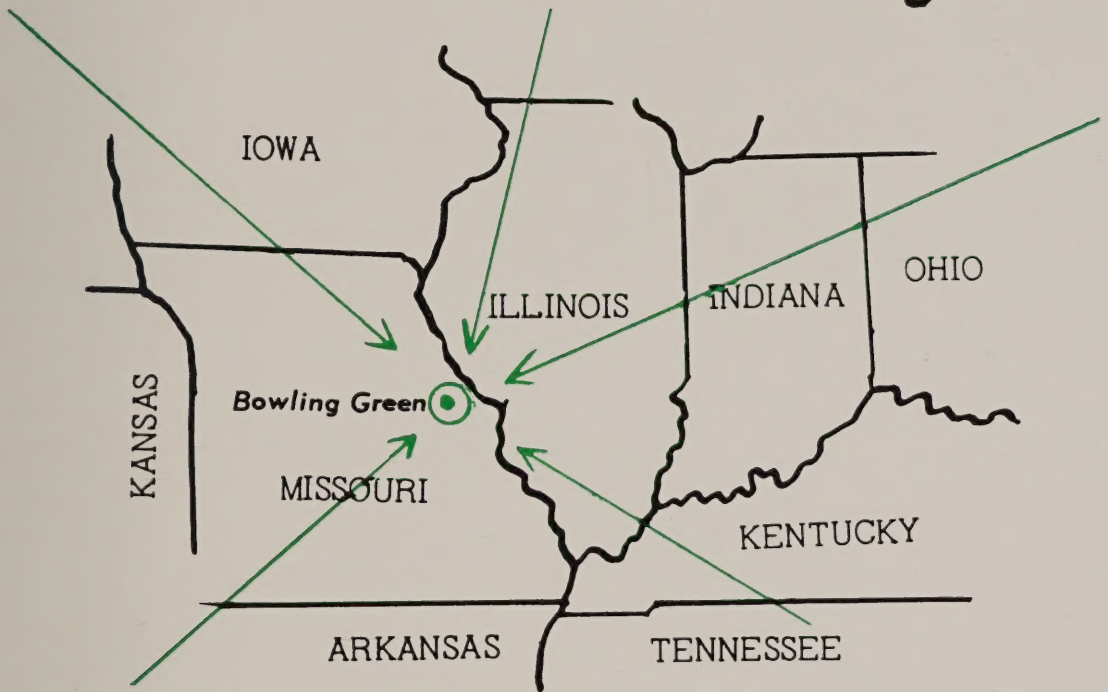 IOWA
ILLINOIS
INDIANA
OHIO
KANSAS
Bowling Green
MISSOURI
KENTUCKY
ARKANSAS
TENNESSEE